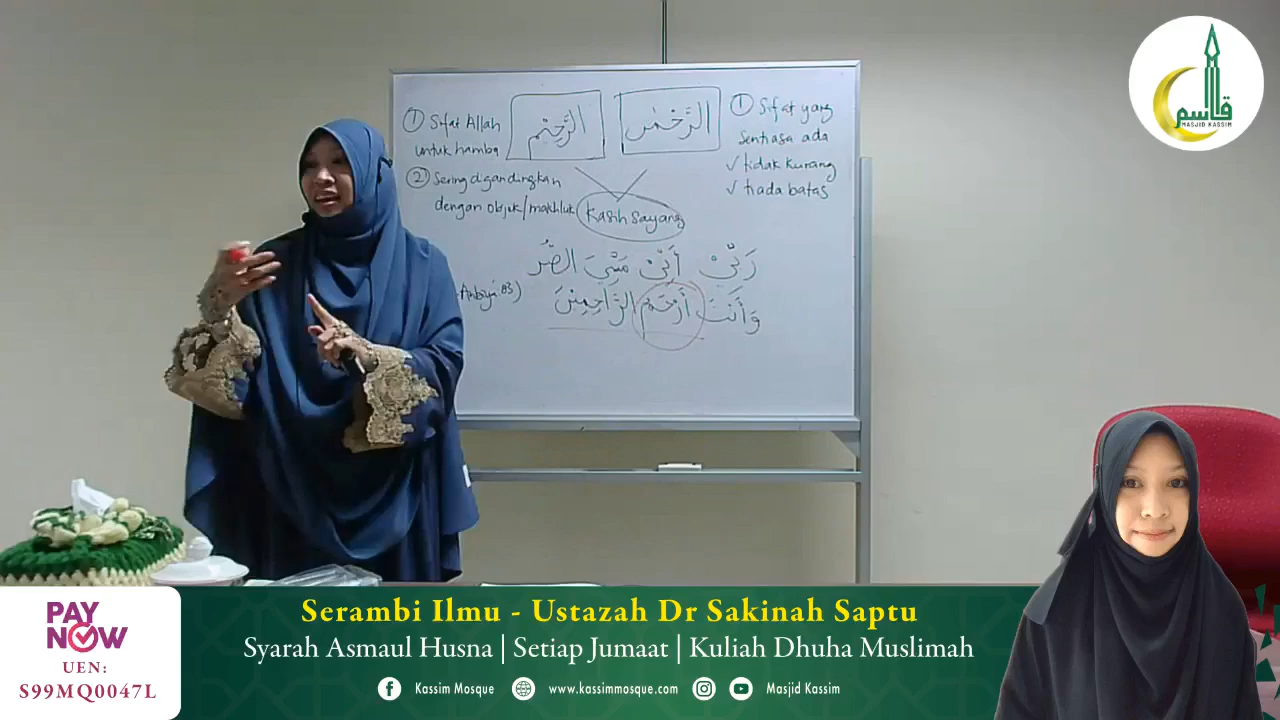 ① Sifat Allah
untuk hamba
② Sering digandingkan
dengan objek/makhluk
الرَّحِيْم
الرَّحْمٰن
① Sifat yang
sentiasa ada
✓ tidak kurang
✓ tiada batas
Kasih Sayang
رَبِّيْ أَنِّيْ مَسَّنِيَ الضُّرُّ
وَأَنْتَ أَرْحَمُ الرَّاحِمِيْنَ
Anbiya: 83)
قاسم
MASJID KASSIM
PAY
NOW
UEN:
S99MQ0047L
Serambi Ilmu - Ustazah Dr Sakinah Saptu
Syarah Asmaul Husna | Setiap Jumaat | Kuliah Dhuha Muslimah
Kassim Mosque www.kassimmosque.com Masjid Kassim